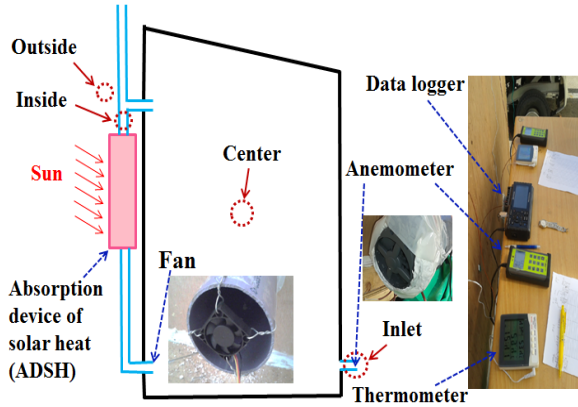 Outside
Inside
Sun
Absorption
device of
solar heat
(ADSH)
Fan
Center
Data logger
Anemometer
Inlet
Thermometer